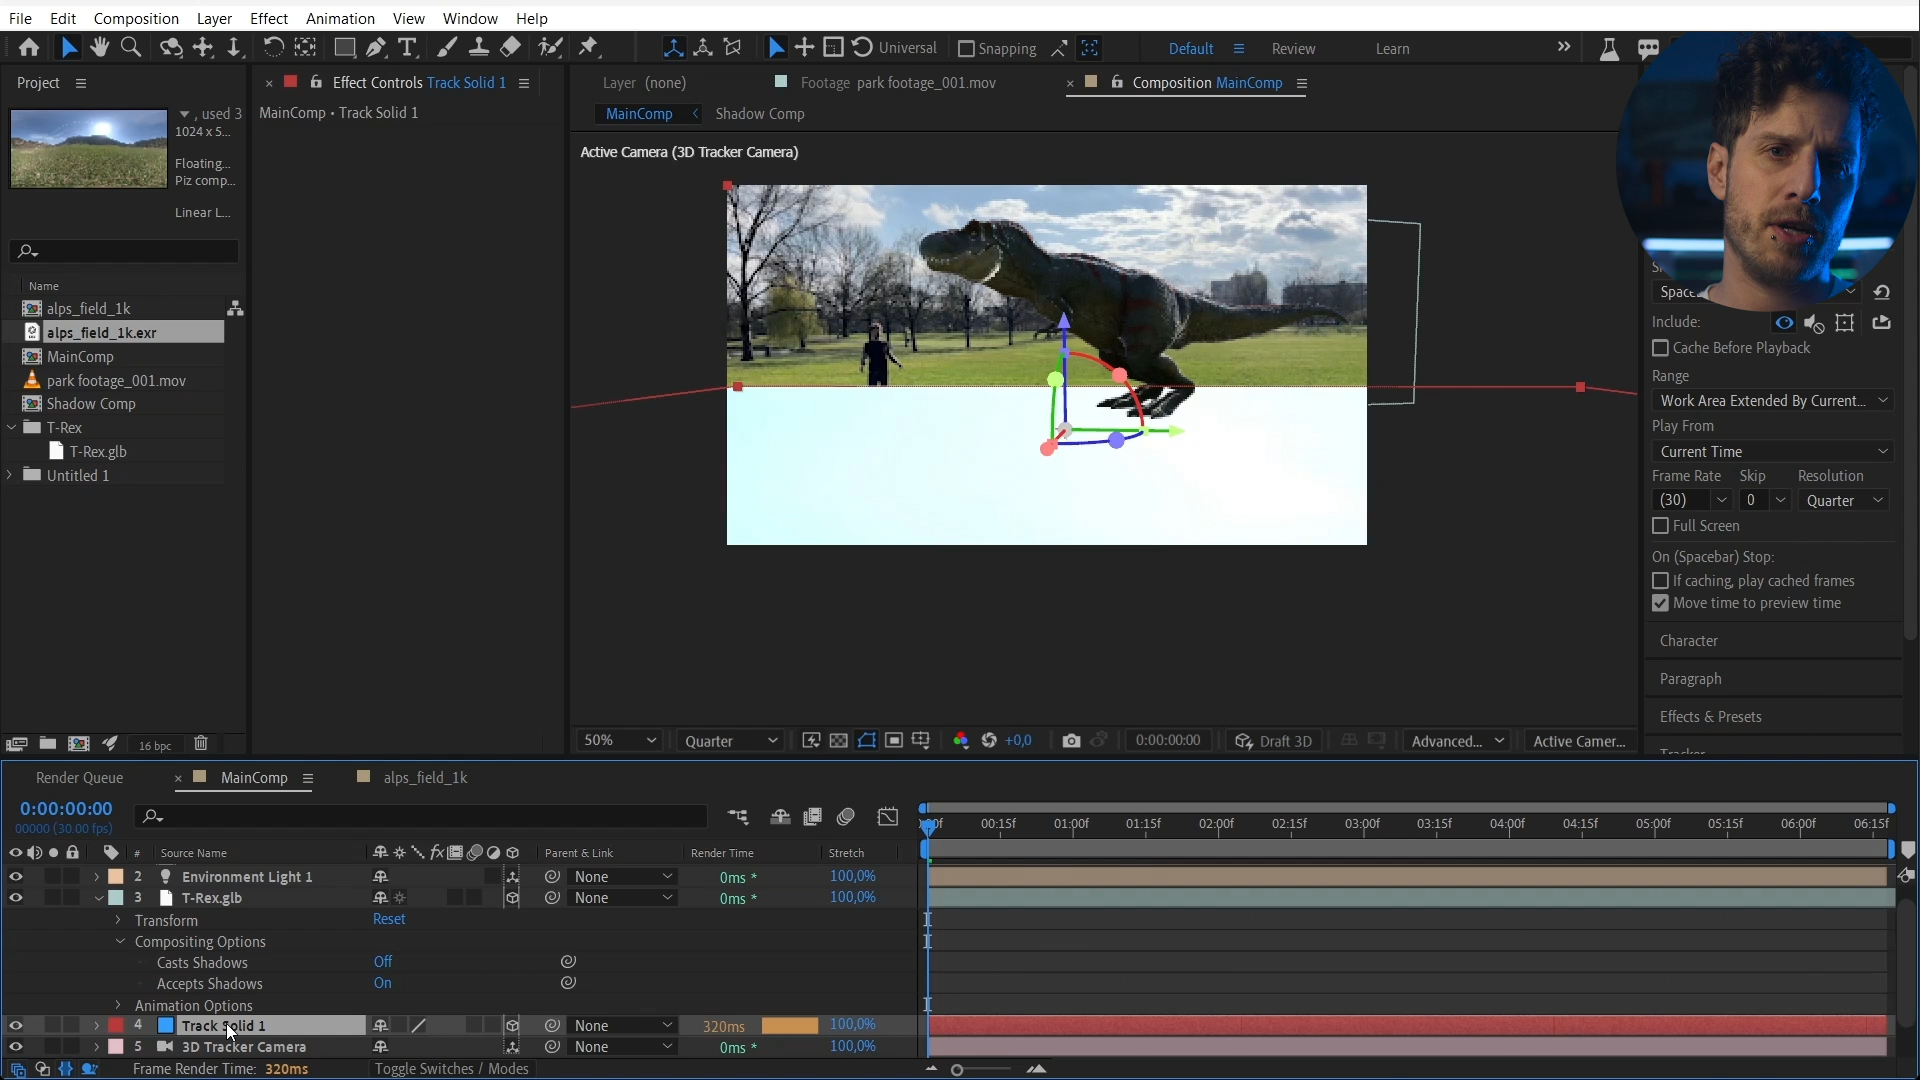 File Edit Composition Layer Effect Animation View Window Help
Universal Snapping Default Review Learn
Project Effect Controls Track Solid 1 Layer (none) Footage park footage_001.mov Composition MainComp
, used 3
1024 x 5...
Floating...
Piz comp...
Linear L...
MainComp • Track Solid 1
MainComp Shadow Comp
Active Camera (3D Tracker Camera)
Name
alps_field_1k
alps_field_1k.exr
MainComp
park footage_001.mov
Shadow Comp
T-Rex
T-Rex.glb
Untitled 1
Include:
Cache Before Playback
Range
Work Area Extended By Current...
Play From
Current Time
Frame Rate Skip Resolution
(30) 0 Quarter
Full Screen
On (Spacebar) Stop:
If caching, play cached frames
Move time to preview time
Character
Paragraph
Effects & Presets
16 bpc
50% Quarter +0,0 0:00:00:00 Draft 3D Advanced... Active Camer...
Render Queue MainComp alps_field_1k
0:00:00:00
00000 (30.00 fps)
00:15f 01:00f 01:15f 02:00f 02:15f 03:00f 03:15f 04:00f 04:15f 05:00f 05:15f 06:00f 06:15f
# Source Name fx Parent & Link Render Time Stretch
2 Environment Light 1 None 0ms * 100,0%
3 T-Rex.glb None 0ms * 100,0%
Transform Reset
Compositing Options
Casts Shadows Off
Accepts Shadows On
Animation Options
4 Track Solid 1 None 320ms 100,0%
5 3D Tracker Camera None 0ms * 100,0%
Frame Render Time: 320ms Toggle Switches / Modes